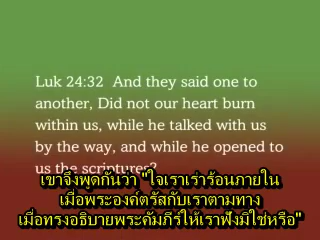 Luk 24:32  And they said one to
another, Did not our heart burn
within us, while he talked with us
by the way, and while he opened to
us the scriptures?
เขาจึงพูดกันว่า "ใจเราเร่าร้อนภายใน
เมื่อพระองค์ตรัสกับเราตามทาง
เมื่อทรงอธิบายพระคัมภีร์ให้เราฟังมิใช่หรือ"